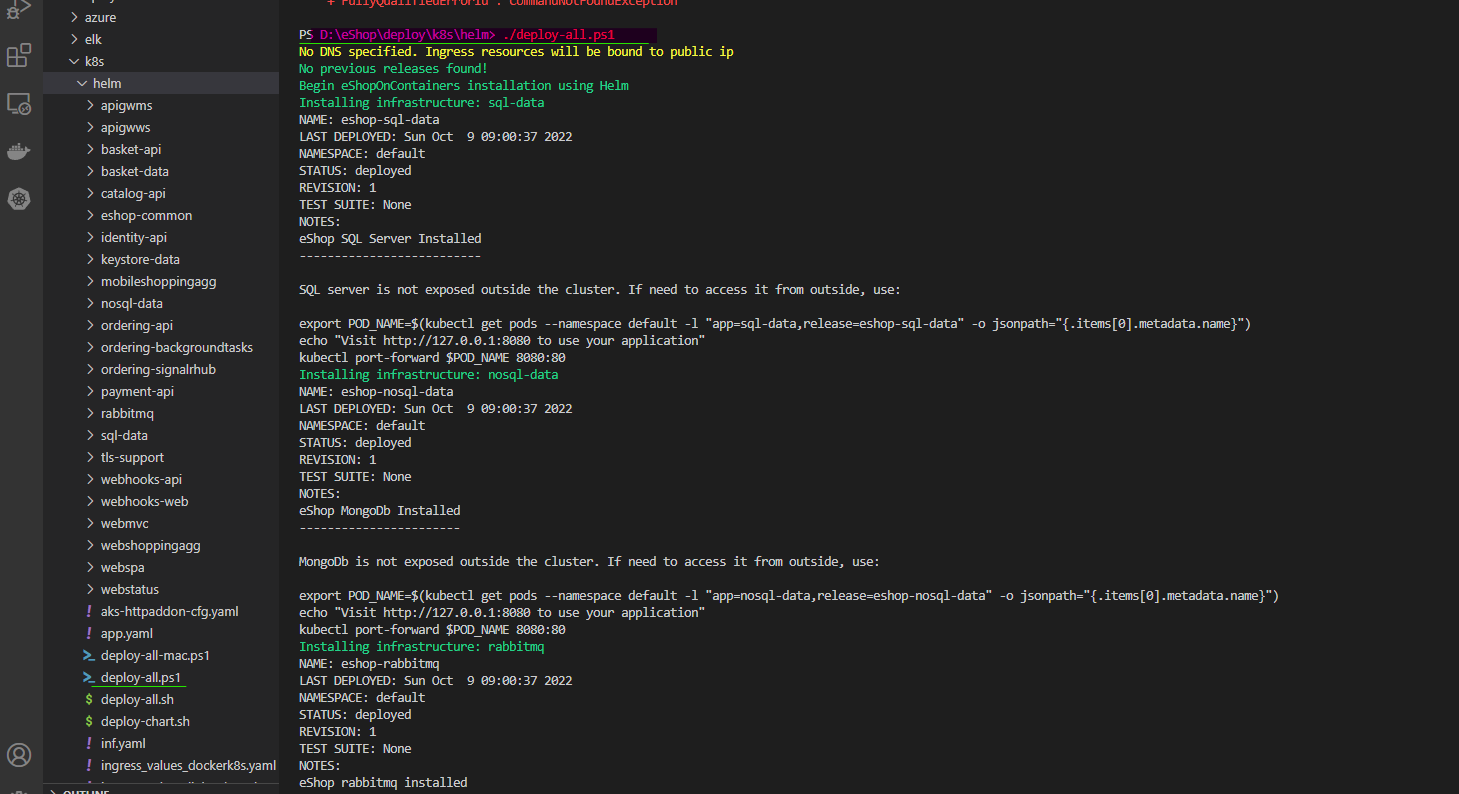 azure
elk
k8s
helm
apigwms
apigwws
basket-api
basket-data
catalog-api
eshop-common
identity-api
keystore-data
mobileshoppingagg
nosql-data
ordering-api
ordering-backgroundtasks
ordering-signalrhub
payment-api
rabbitmq
sql-data
tls-support
webhooks-api
webhooks-web
webmvc
webshoppingagg
webspa
webstatus
! aks-httpaddon-cfg.yaml
! app.yaml
deploy-all-mac.ps1
deploy-all.ps1
$ deploy-all.sh
$ deploy-chart.sh
! inf.yaml
! ingress_values_dockerk8s.yaml
OUTLINE
+ FullyQualifiedErrorId : CommandNotFoundException
PS D:\eShop\deploy\k8s\helm> ./deploy-all.ps1
No DNS specified. Ingress resources will be bound to public ip
No previous releases found!
Begin eShopOnContainers installation using Helm
Installing infrastructure: sql-data
NAME: eshop-sql-data
LAST DEPLOYED: Sun Oct  9 09:00:37 2022
NAMESPACE: default
STATUS: deployed
REVISION: 1
TEST SUITE: None
NOTES:
eShop SQL Server Installed
--------------------------
SQL server is not exposed outside the cluster. If need to access it from outside, use:
export POD_NAME=$(kubectl get pods --namespace default -l "app=sql-data,release=eshop-sql-data" -o jsonpath="{.items[0].metadata.name}")
echo "Visit http://127.0.0.1:8080 to use your application"
kubectl port-forward $POD_NAME 8080:80
Installing infrastructure: nosql-data
NAME: eshop-nosql-data
LAST DEPLOYED: Sun Oct  9 09:00:37 2022
NAMESPACE: default
STATUS: deployed
REVISION: 1
TEST SUITE: None
NOTES:
eShop MongoDb Installed
-----------------------
MongoDb is not exposed outside the cluster. If need to access it from outside, use:
export POD_NAME=$(kubectl get pods --namespace default -l "app=nosql-data,release=eshop-nosql-data" -o jsonpath="{.items[0].metadata.name}")
echo "Visit http://127.0.0.1:8080 to use your application"
kubectl port-forward $POD_NAME 8080:80
Installing infrastructure: rabbitmq
NAME: eshop-rabbitmq
LAST DEPLOYED: Sun Oct  9 09:00:37 2022
NAMESPACE: default
STATUS: deployed
REVISION: 1
TEST SUITE: None
NOTES:
eShop rabbitmq installed